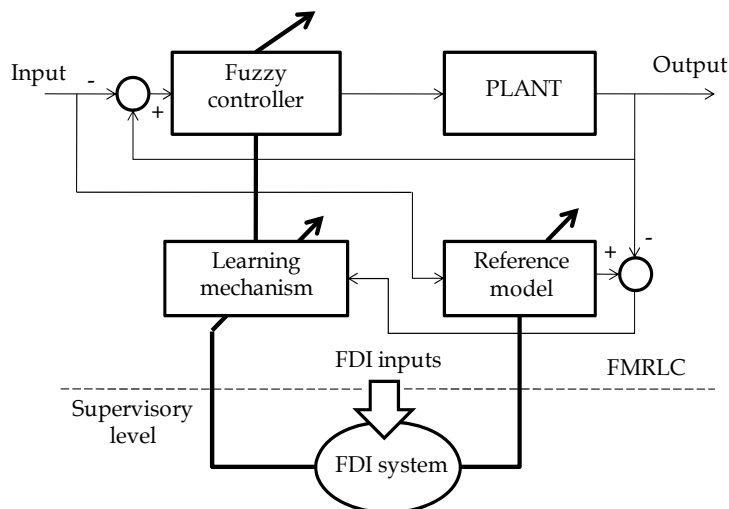 Input
-
+
Fuzzy
controller
PLANT
Output
Learning
mechanism
Reference
model
+
-
FDI inputs
FMRLC
Supervisory
level
FDI system